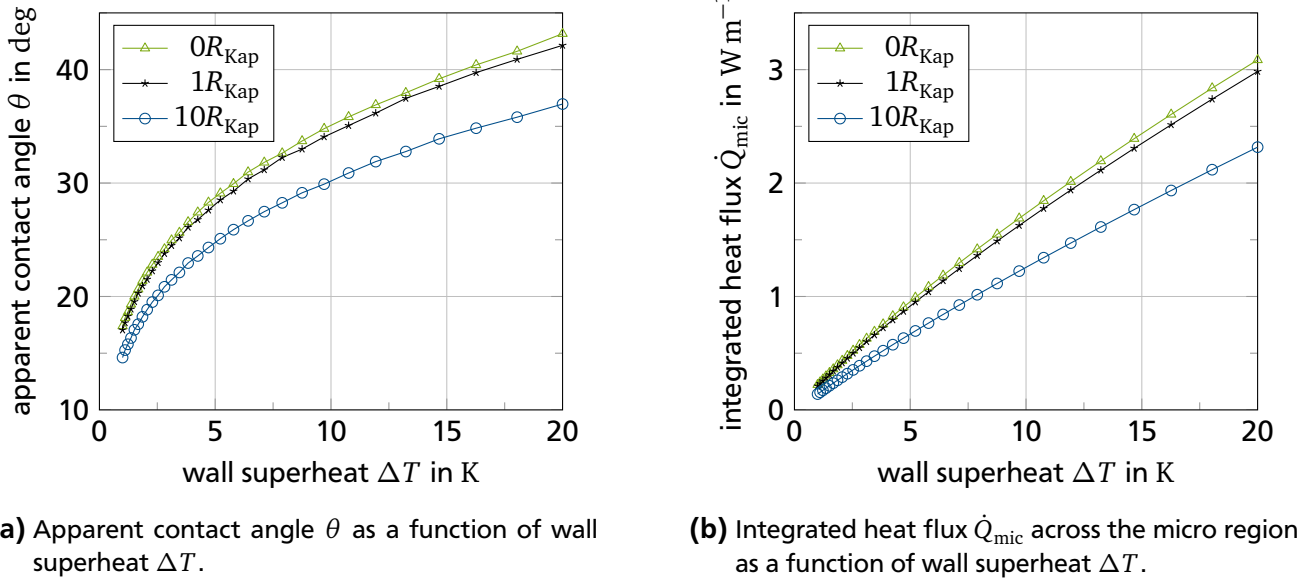 apparent contact angle θ in deg
40
30
20
10
0R_Kap
1R_Kap
10R_Kap
0 5 10 15 20
wall superheat ΔT in K
a) Apparent contact angle θ as a function of wall
superheat ΔT.
integrated heat flux Q̇_mic in W m⁻
3
2
1
0
0R_Kap
1R_Kap
10R_Kap
0 5 10 15 20
wall superheat ΔT in K
(b) Integrated heat flux Q̇_mic across the micro region
as a function of wall superheat ΔT.